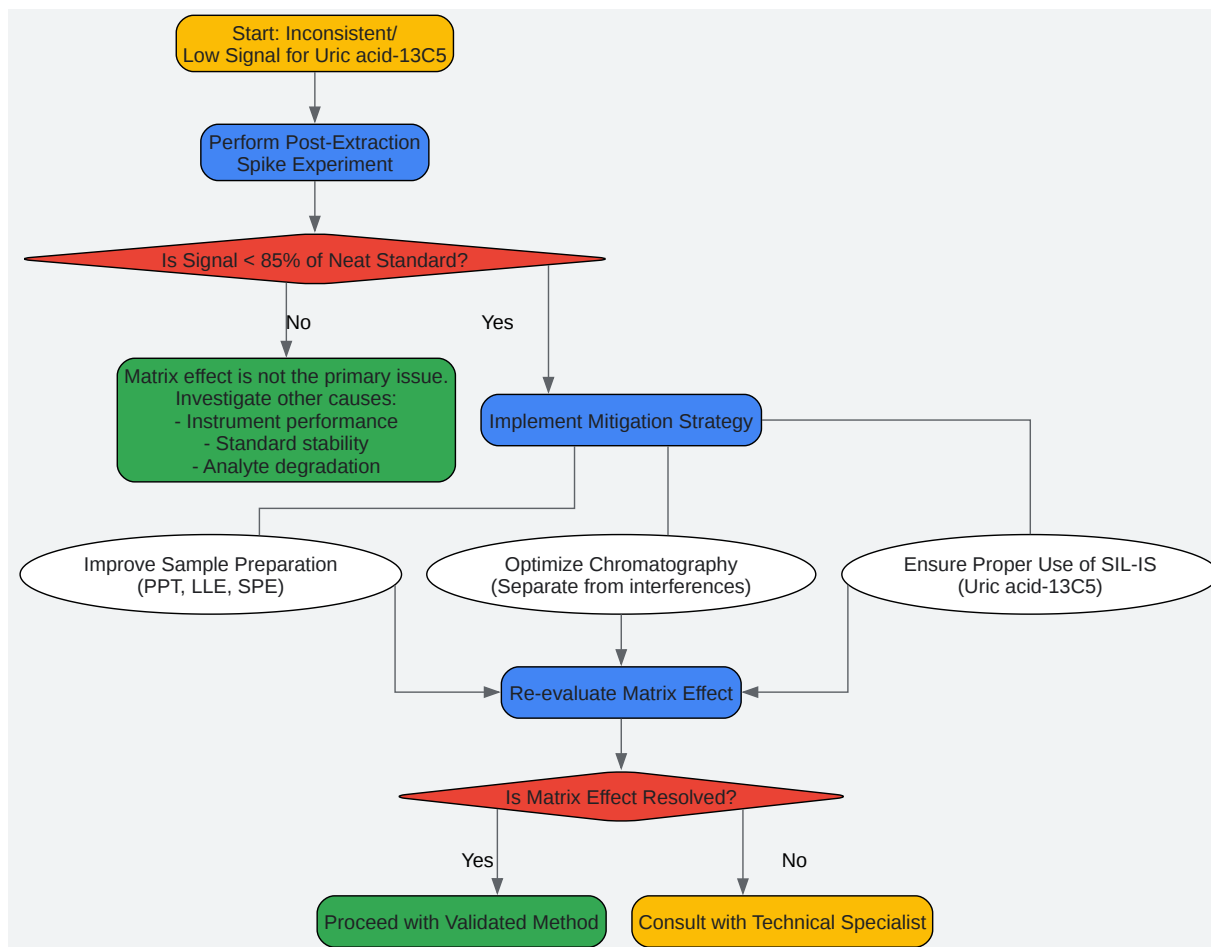 Start: Inconsistent/
Low Signal for Uric acid-13C5
Perform Post-Extraction
Spike Experiment
Is Signal < 85% of Neat Standard?
No
Yes
Matrix effect is not the primary issue.
Investigate other causes:
- Instrument performance
- Standard stability
- Analyte degradation
Implement Mitigation Strategy
Improve Sample Preparation
(PPT, LLE, SPE)
Optimize Chromatography
(Separate from interferences)
Ensure Proper Use of SIL-IS
(Uric acid-13C5)
Re-evaluate Matrix Effect
Is Matrix Effect Resolved?
Yes
No
Proceed with Validated Method
Consult with Technical Specialist